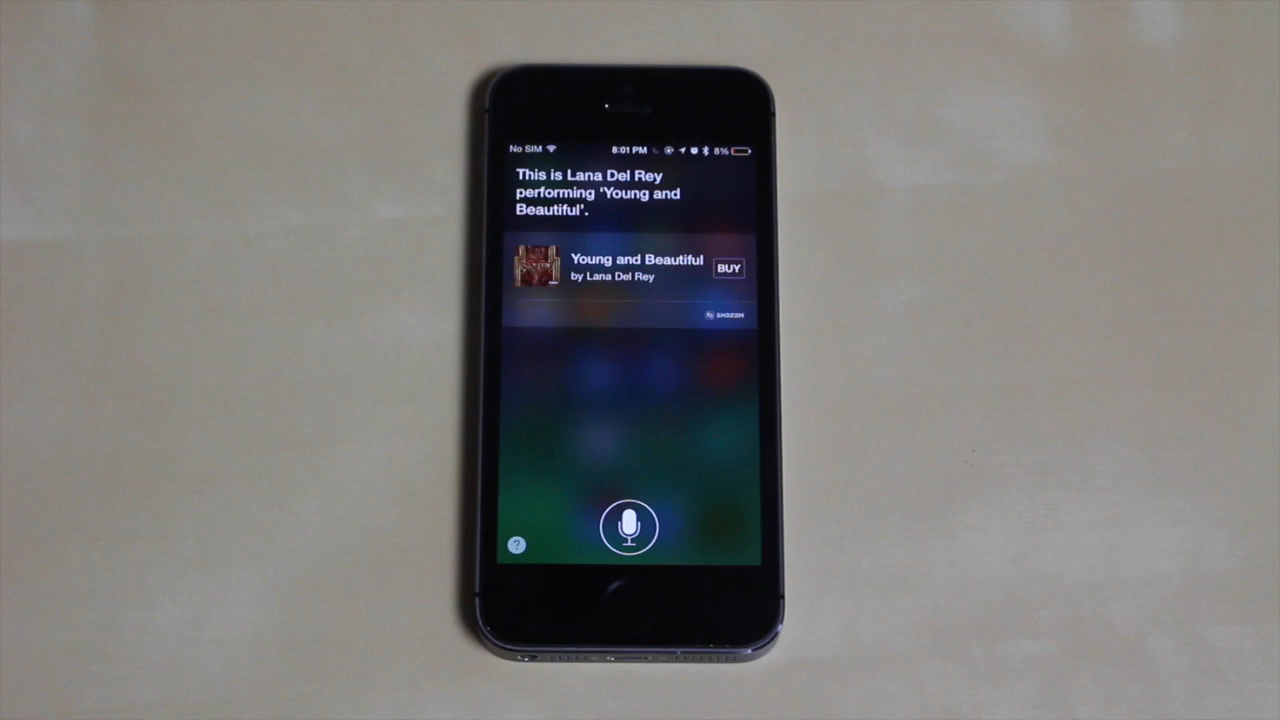 No SIM 8:01 PM 8%
This is Lana Del Rey
performing 'Young and
Beautiful'.
Young and Beautiful
by Lana Del Rey
BUY
SHAZAM
?